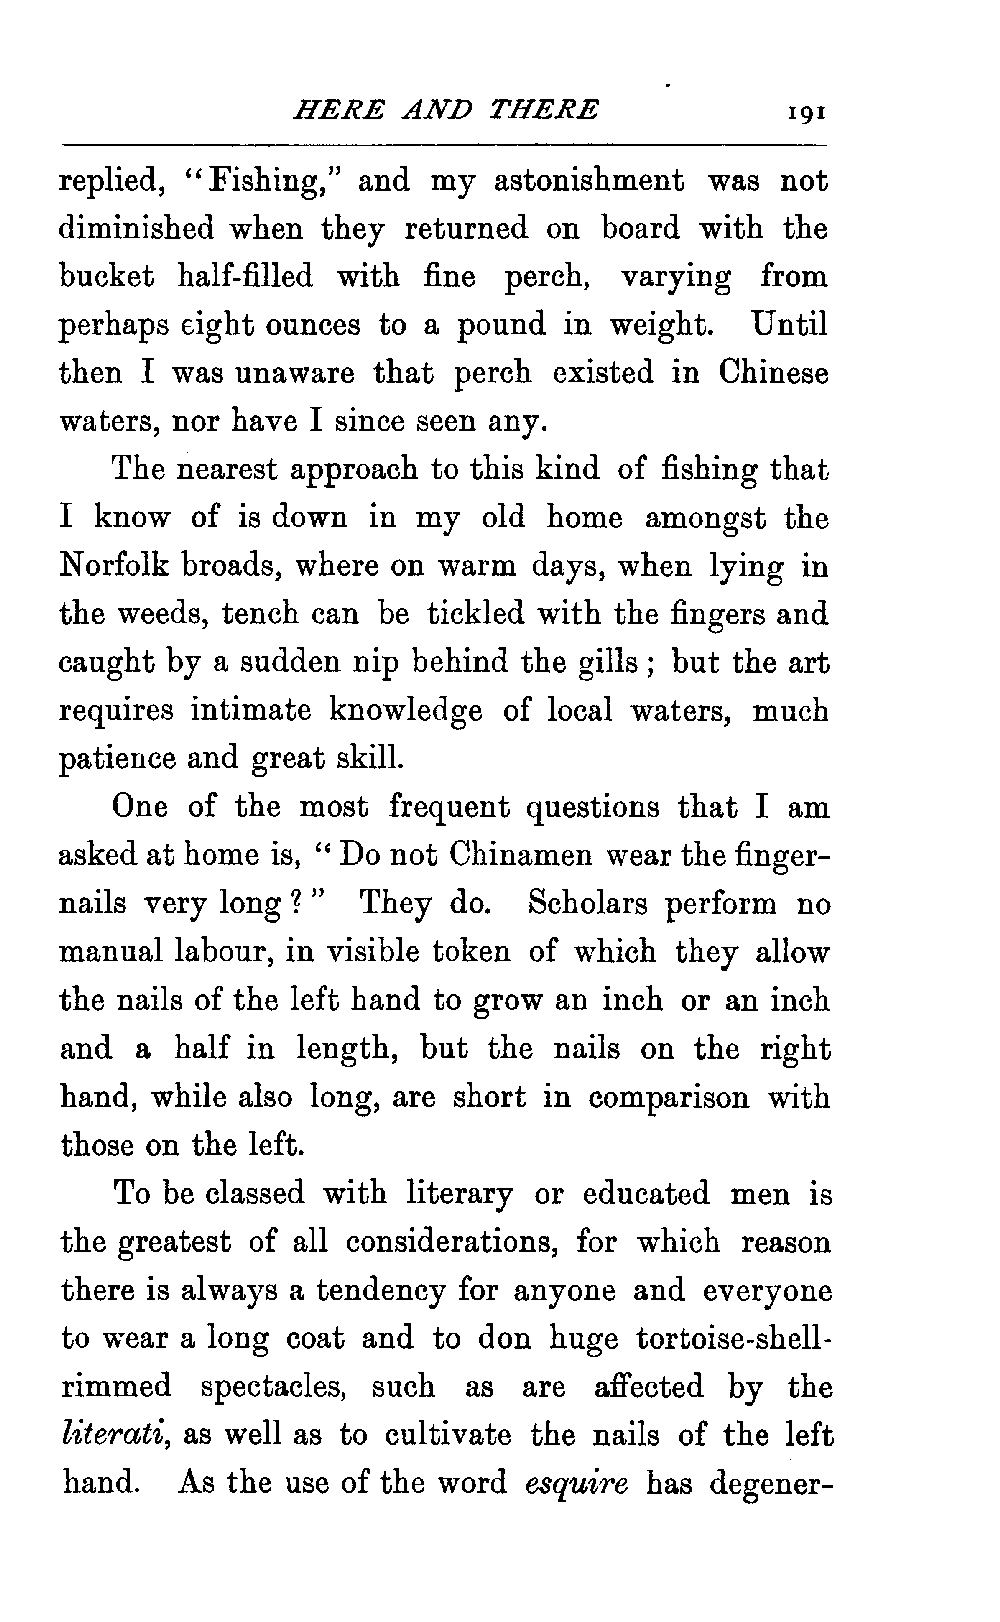 HERE AND THERE 191
replied, “Fishing,” and my astonishment was not
diminished when they returned on board with the
bucket half-filled with fine perch, varying from
perhaps eight ounces to a pound in weight. Until
then I was unaware that perch existed in Chinese
waters, nor have I since seen any.
The nearest approach to this kind of fishing that
I know of is down in my old home amongst the
Norfolk broads, where on warm days, when lying in
the weeds, tench can be tickled with the fingers and
caught by a sudden nip behind the gills; but the art
requires intimate knowledge of local waters, much
patience and great skill.
One of the most frequent questions that I am
asked at home is, “Do not Chinamen wear the finger-
nails very long?” They do. Scholars perform no
manual labour, in visible token of which they allow
the nails of the left hand to grow an inch or an inch
and a half in length, but the nails on the right
hand, while also long, are short in comparison with
those on the left.
To be classed with literary or educated men is
the greatest of all considerations, for which reason
there is always a tendency for anyone and everyone
to wear a long coat and to don huge tortoise-shell-
rimmed spectacles, such as are affected by the
literati, as well as to cultivate the nails of the left
hand. As the use of the word esquire has degener-